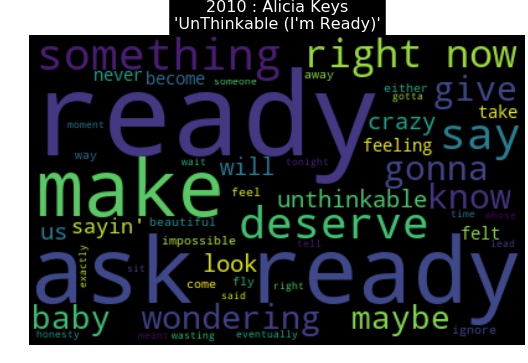 2010 : Alicia Keys
'UnThinkable (I'm Ready)'
something right now
never become someone away either give
gotta
ready crazy take
moment feeling say
way wait tonight gonna
make will feel unthinkable know
us sayin' beautiful deserve time whose
impossible tell felt lead
exactly ask sit look fly right ready
come said
baby wondering maybe ignore
honesty meant wasting eventually